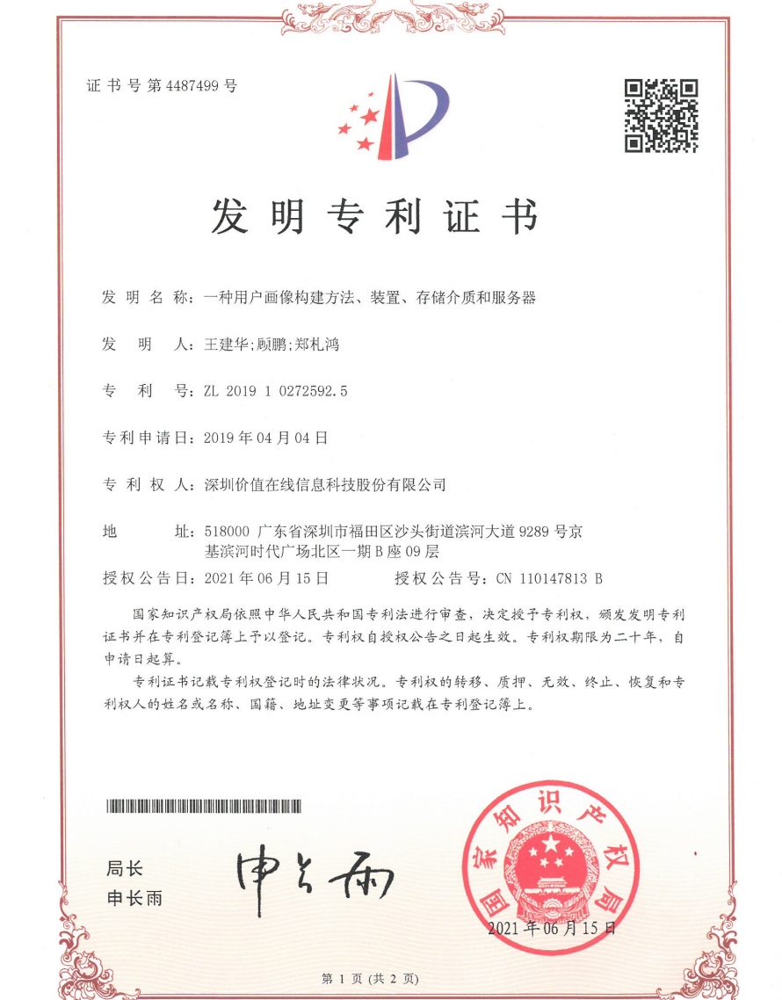 证书号第4487499号
发明专利证书
发明名称：一种用户画像构建方法、装置、存储介质和服务器
发明人：王建华;顾鹏;郑札鸿
专利号：ZL 2019 1 0272592.5
专利申请日：2019年04月04日
专利权人：深圳价值在线信息科技股份有限公司
地址：518000 广东省深圳市福田区沙头街道滨河大道9289号京
基滨河时代广场北区一期B座09层
授权公告日：2021年06月15日 授权公告号：CN 110147813 B
国家知识产权局依照中华人民共和国专利法进行审查，决定授予专利权，颁发发明专利
证书并在专利登记簿上予以登记。专利权自授权公告之日起生效。专利权期限为二十年，自
申请日起算。
专利证书记载专利权登记时的法律状况。专利权的转移、质押、无效、终止、恢复和专
利权人的姓名或名称、国籍、地址变更等事项记载在专利登记簿上。
局长
申长雨
申长雨
国家知识产权局
2021年06月15日
第 1 页 (共 2 页)